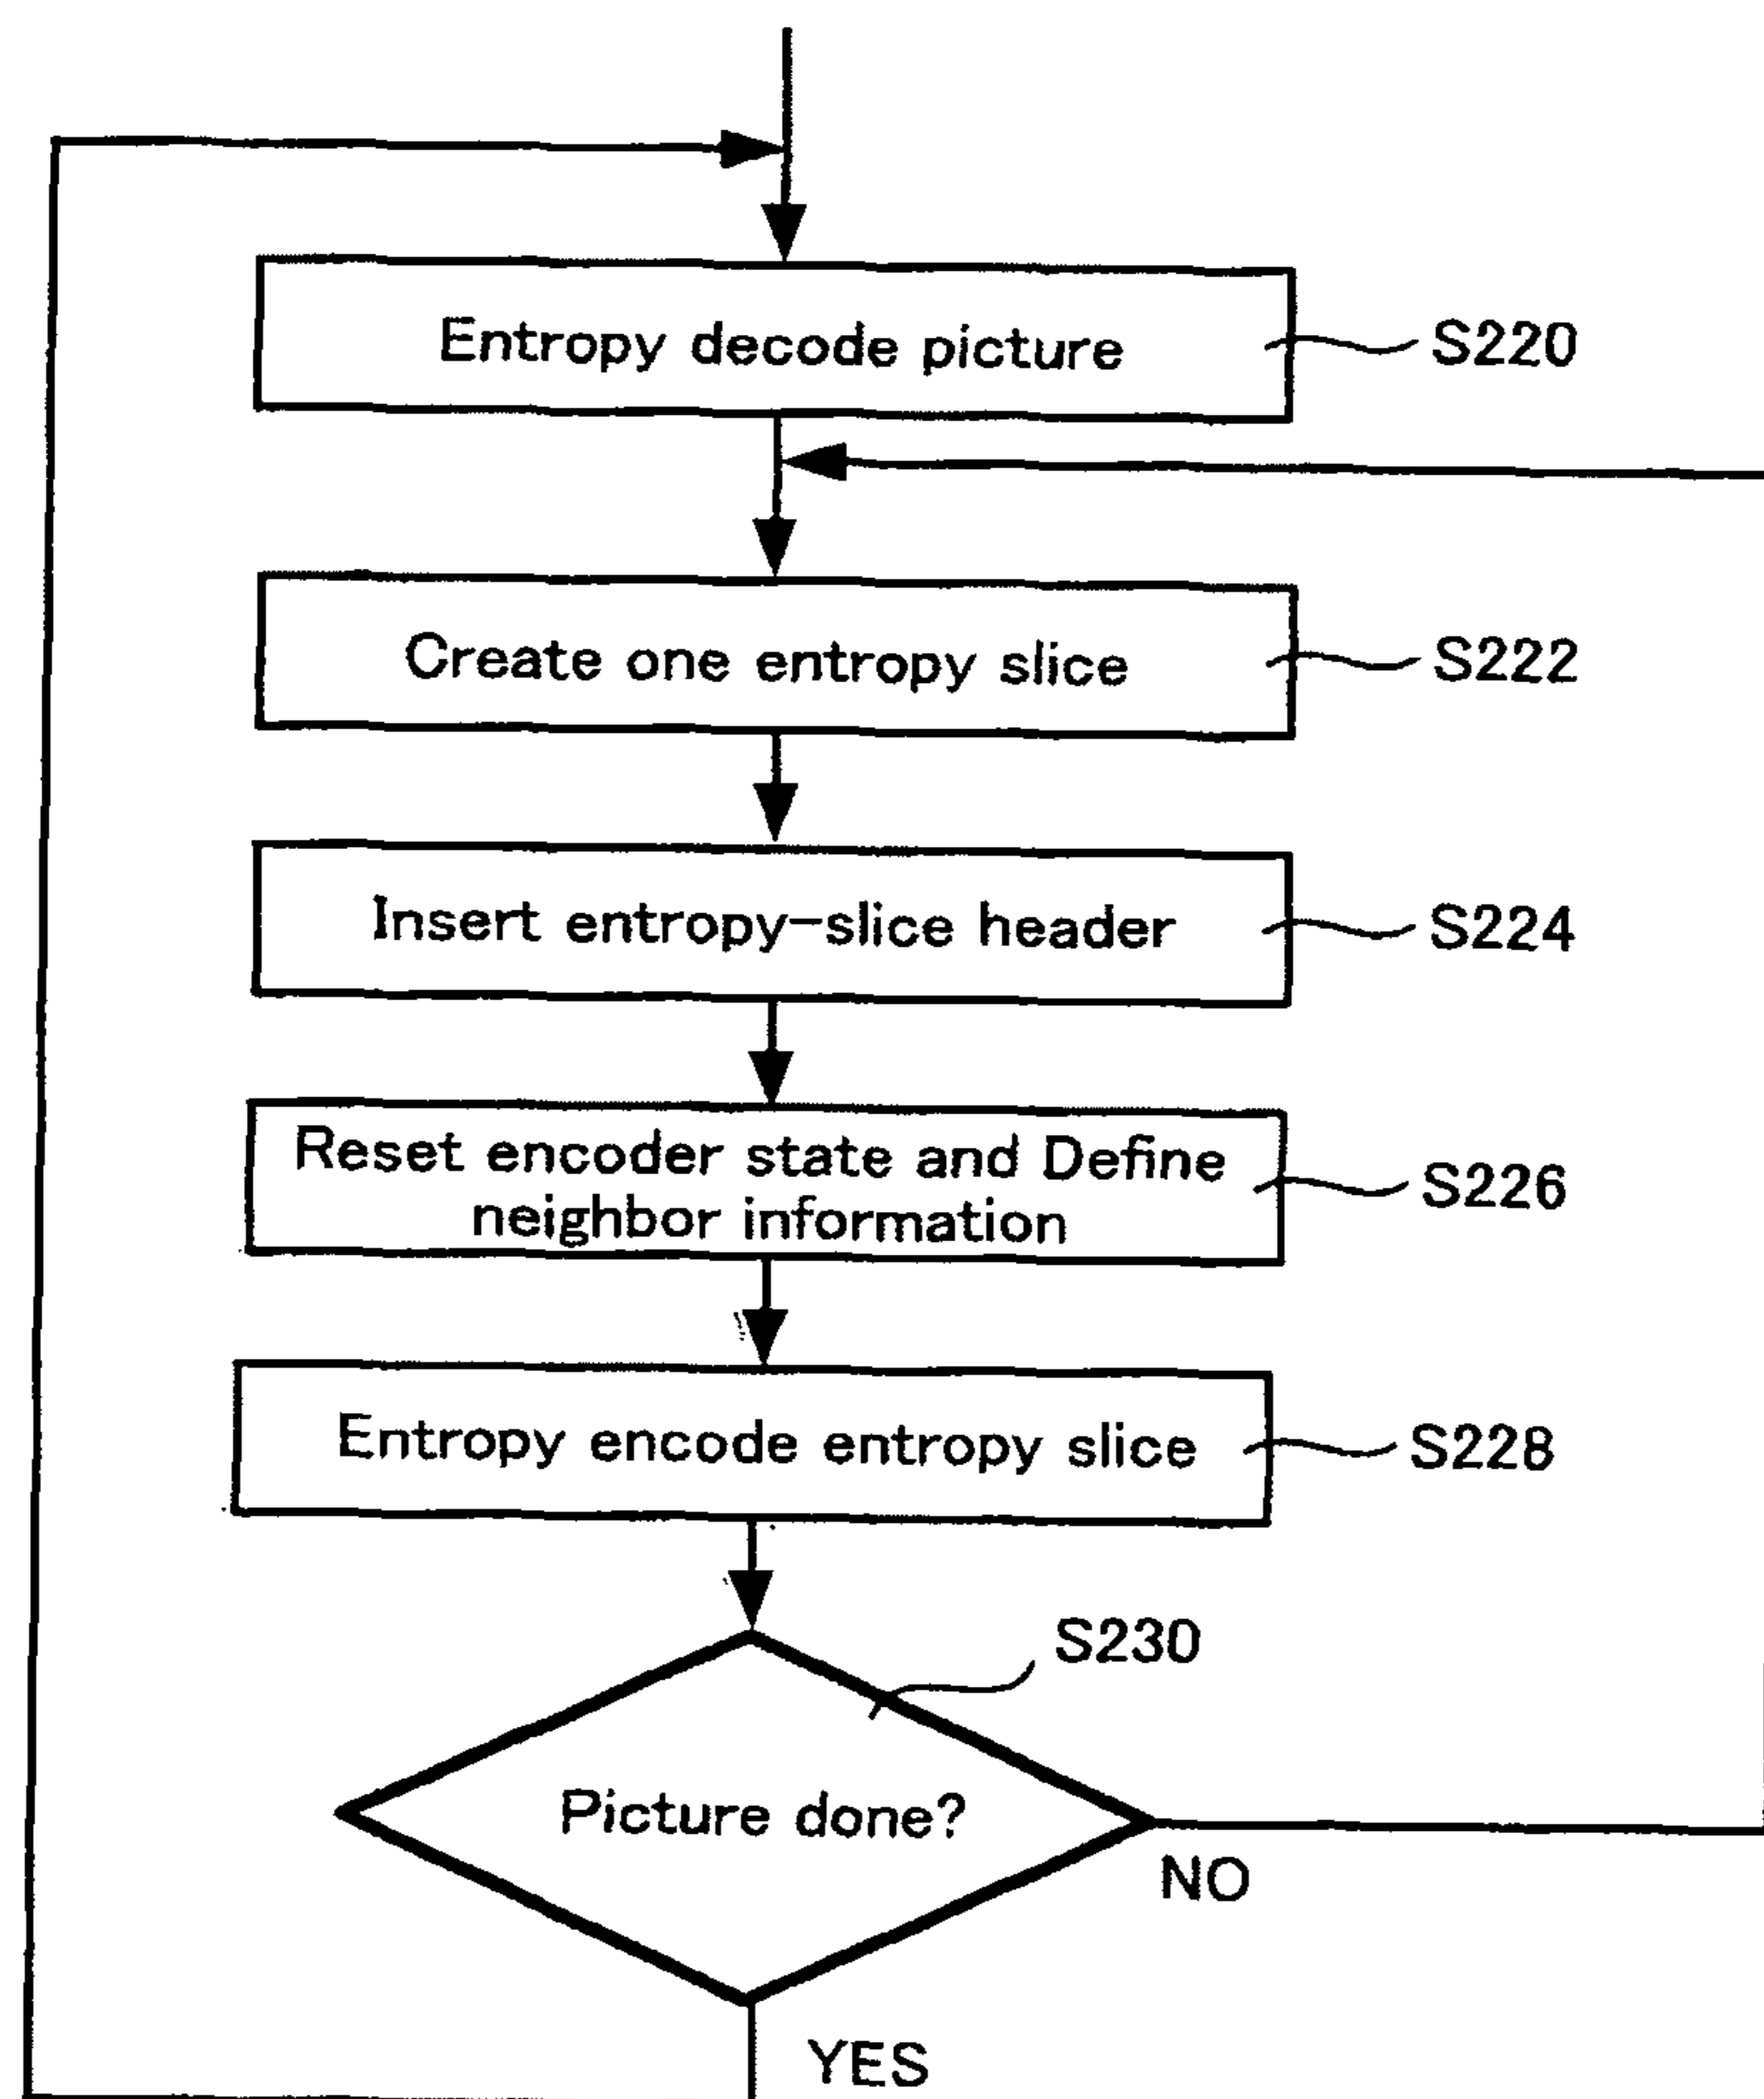 Entropy decode picture
S220
Create one entropy slice
S222
Insert entropy-slice header
S224
Reset encoder state and Define
neighbor information
S226
Entropy encode entropy slice
S228
S230
Picture done?
NO
YES